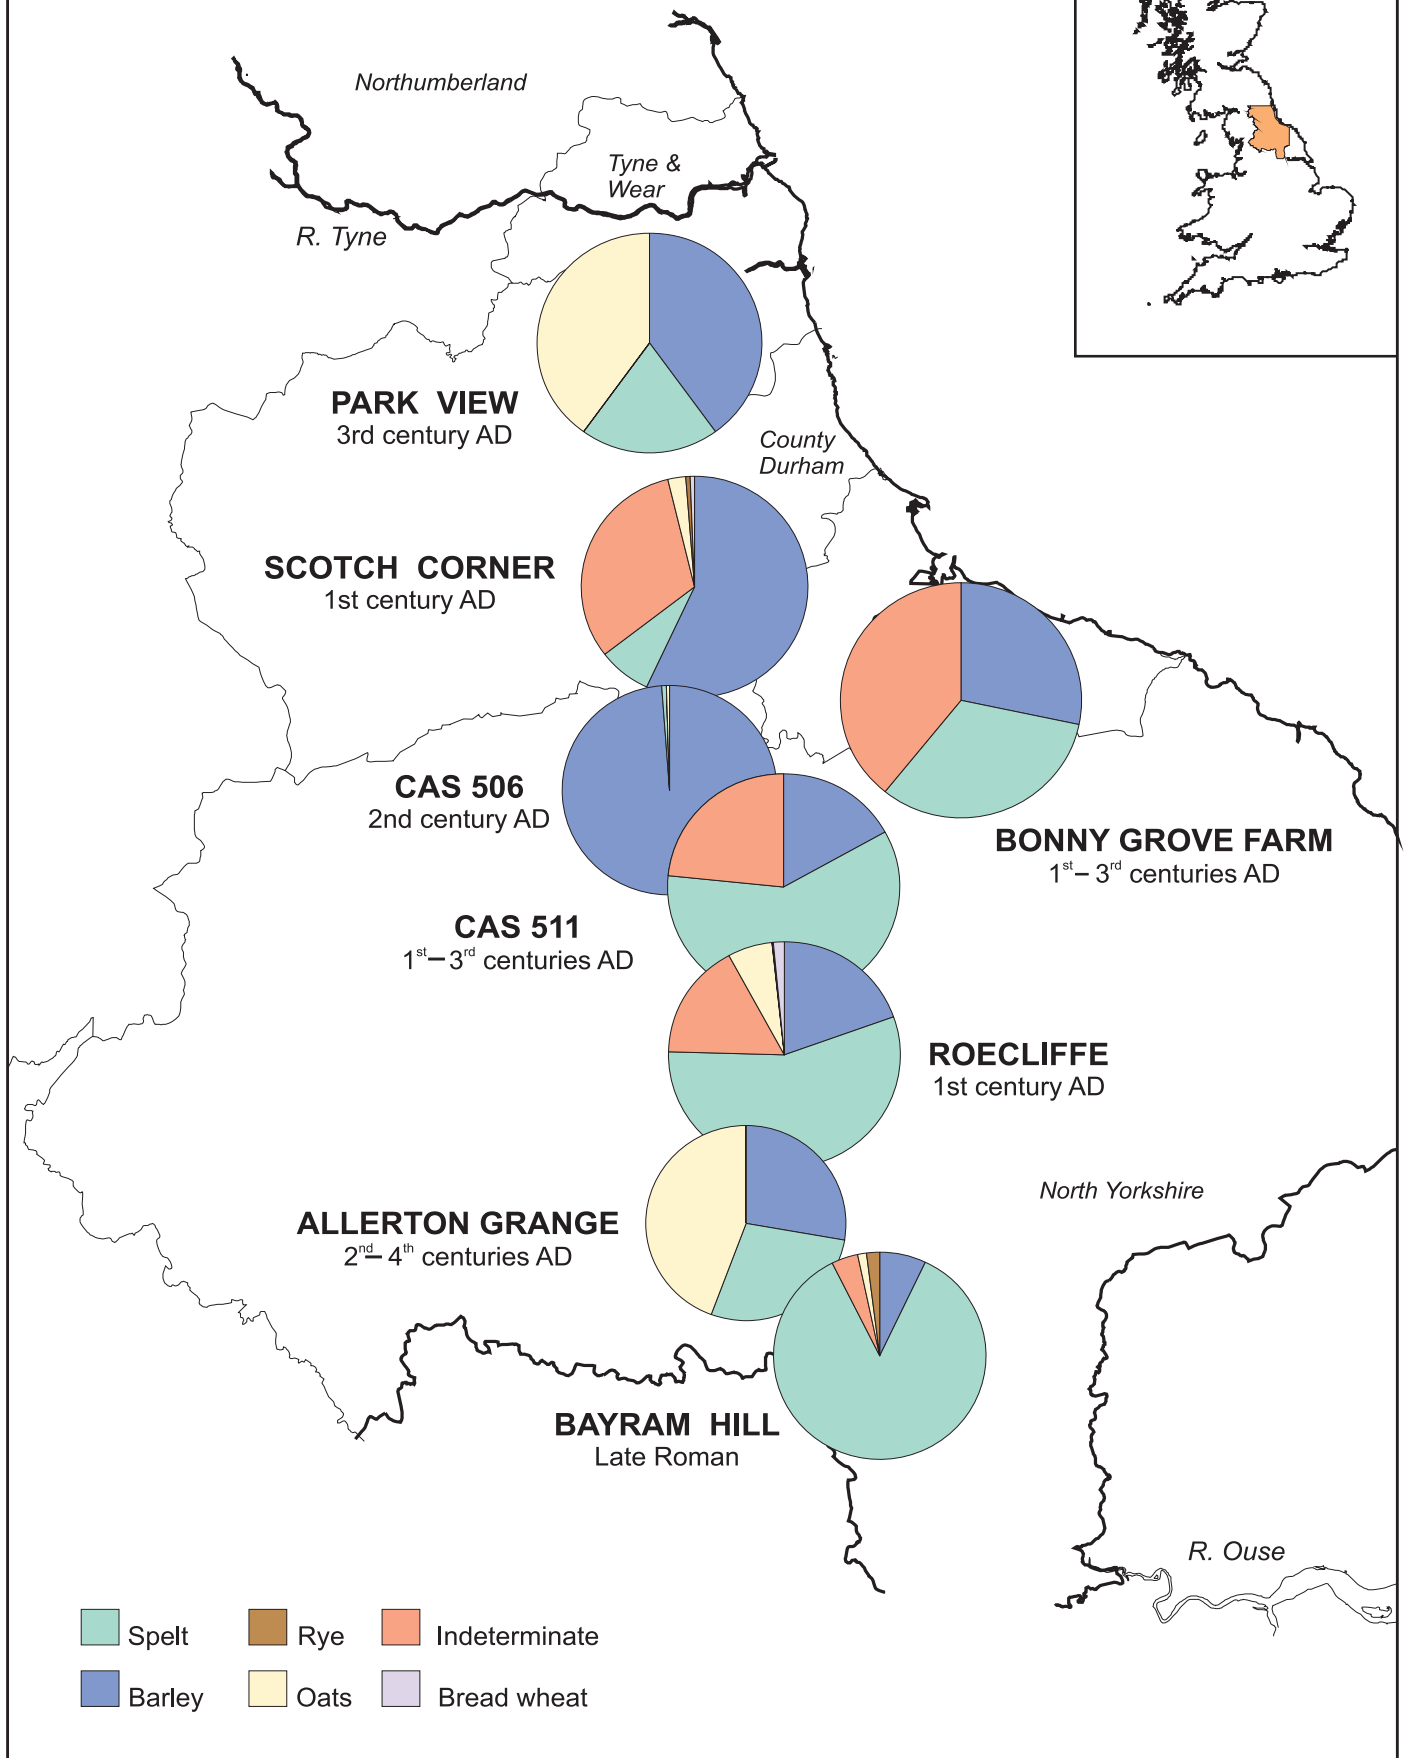 Northumberland
Tyne &
Wear
R. Tyne
PARK VIEW
3rd century AD
County
Durham
SCOTCH CORNER
1st century AD
CAS 506
2nd century AD
BONNY GROVE FARM
1st– 3rd centuries AD
CAS 511
1st– 3rd centuries AD
ROECLIFFE
1st century AD
North Yorkshire
ALLERTON GRANGE
2nd– 4th centuries AD
BAYRAM HILL
Late Roman
R. Ouse
Spelt
Rye
Indeterminate
Barley
Oats
Bread wheat